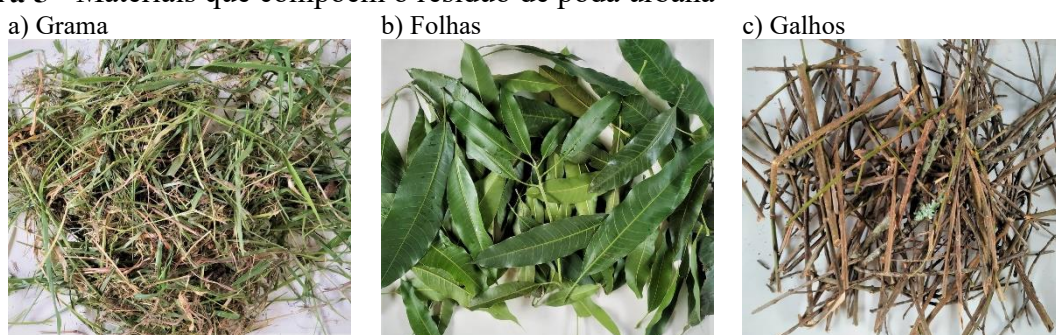 Materiais que compõem o resíduo de poda urbana
a) Grama
b) Folhas
c) Galhos